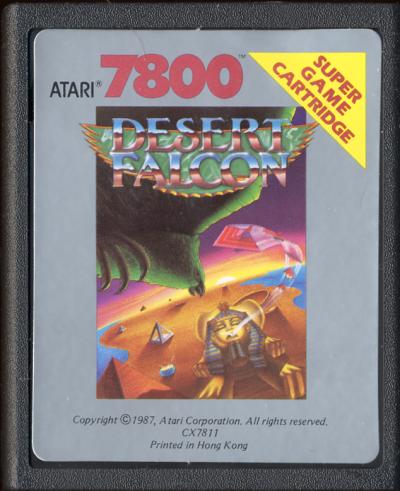 ATARI® 7800™
SUPER
GAME
CARTRIDGE
DESERT
FALCON
Copyright ©1987, Atari Corporation. All rights reserved.
CX7811
Printed in Hong Kong